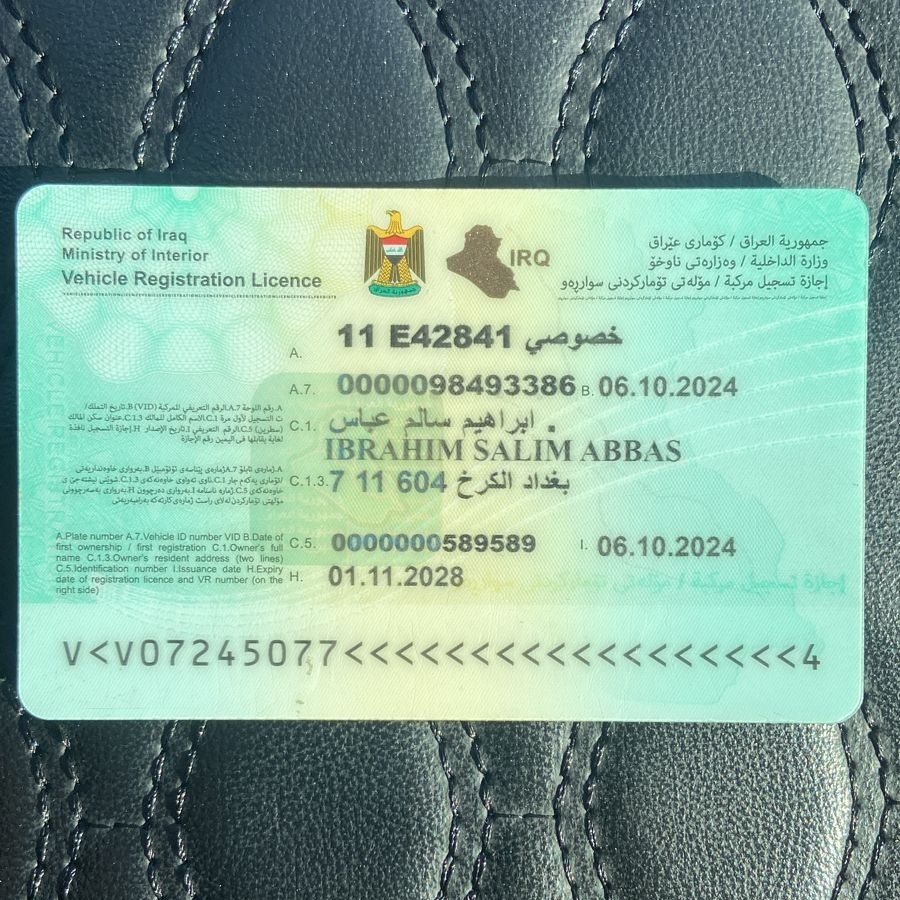 Republic of Iraq
Ministry of Interior
Vehicle Registration Licence
IRQ
جمهورية العراق / كۆماری عێراق
وزارة الداخلية / وەزارەتی ناوخۆ
إجازة تسجيل مركبة / مۆڵەتی تۆمارکردنی سواڕەو
A. 11 E42841 خصوصي
A.7. 0000098493386 B. 06.10.2024
C.1. ابراهيم سالم عباس .
IBRAHIM SALIM ABBAS
C.1.3. بغداد الكرخ 604 11 7
A. رقم اللوحة A.7. الرقم التعريفي للمركبة (VID) B. تاريخ التملك/
ت التسجيل لأول مرة C.1. الاسم الكامل للمالك C.1.3. عنوان سكن المالك
(سطرين) C.5. الرقم التعريفي I. تاريخ الإصدار H. إجازة التسجيل نافذة
لغاية يقابلها في اليمين رقم الإجازة
A.Plate number A.7.Vehicle ID number VID B.Date of
first ownership / first registration C.1.Owner's full
name C.1.3.Owner's resident address (two lines)
C.5.Identification number I.Issuance date H.Expiry
date of registration licence and VR number (on the
right side)
C.5. 0000000589589 I. 06.10.2024
H. 01.11.2028
إجازة تسجيل مركبة / مۆڵەتی تۆمارکردنی
V<V07245077<<<<<<<<<<<<<<<<<<4